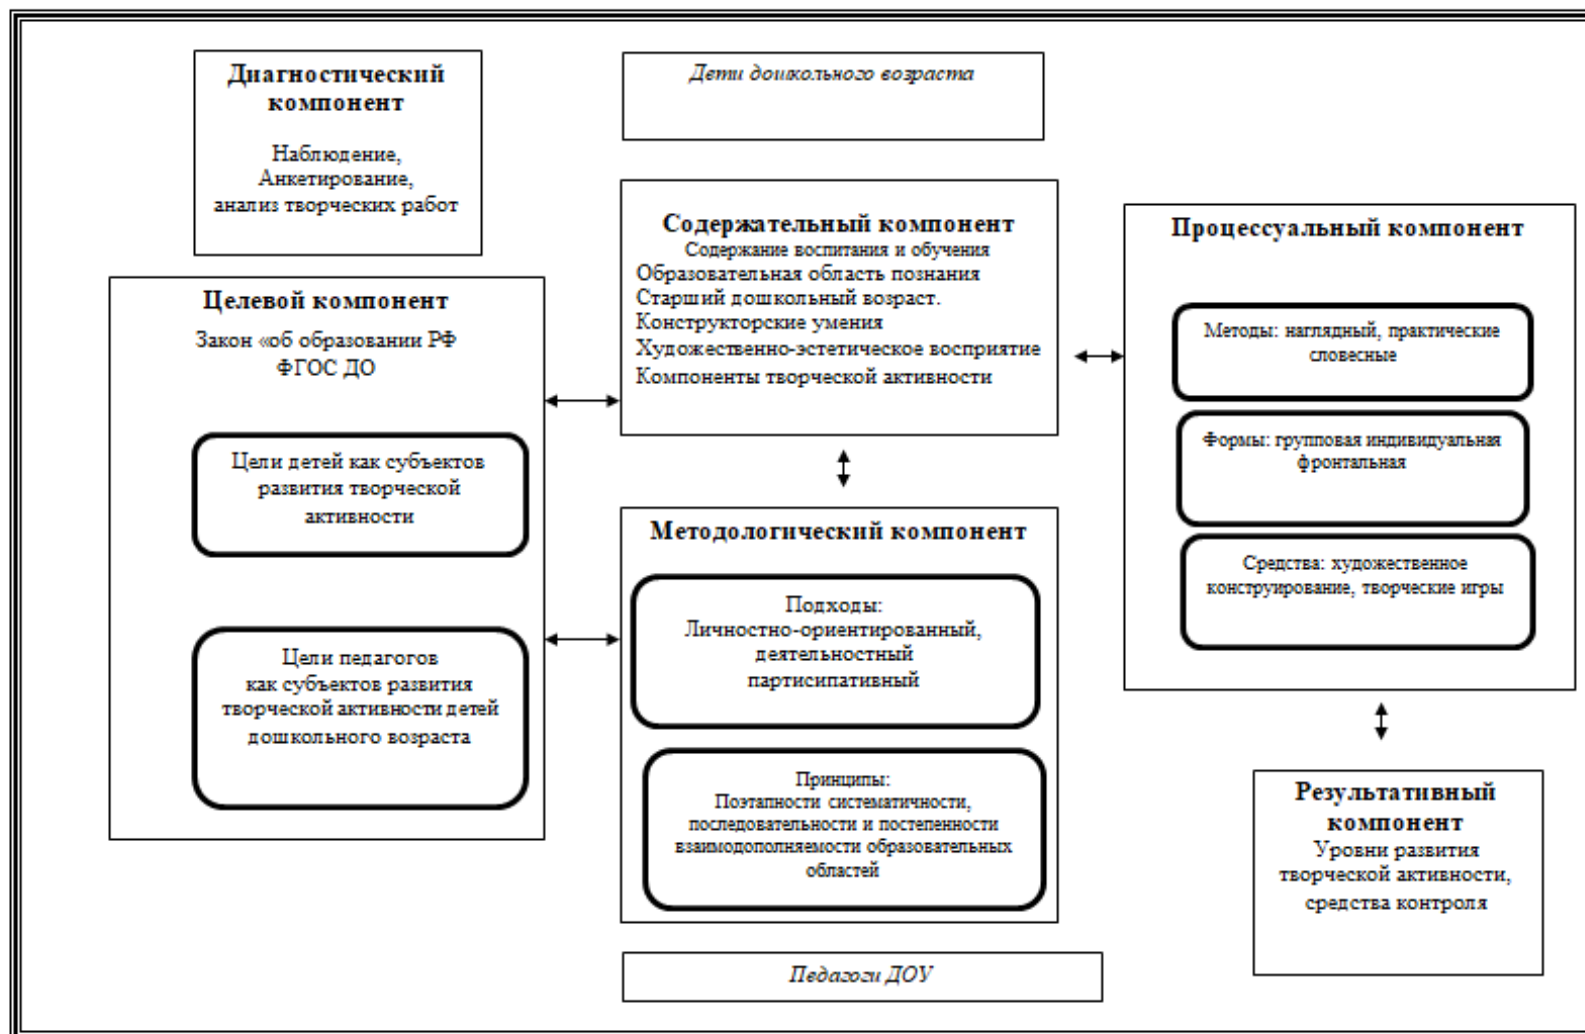 Диагностический
компонент
Наблюдение,
Анкетирование,
анализ творческих работ
Дети дошкольного возраста
Целевой компонент
Закон «об образовании РФ
ФГОС ДО
Цели детей как субъектов
развития творческой
активности
Цели педагогов
как субъектов развития
творческой активности детей
дошкольного возраста
Содержательный компонент
Содержание воспитания и обучения
Образовательная область познания
Старший дошкольный возраст.
Конструкторские умения
Художественно-эстетическое восприятие
Компоненты творческой активности
Методологический компонент
Подходы:
Личностно-ориентированный,
деятельностный
партисипативный
Принципы:
Поэтапности систематичности,
последовательности и постепенности
взаимодополняемости образовательных
областей
Процессуальный компонент
Методы: наглядный, практические
словесные
Формы: групповая индивидуальная
фронтальная
Средства: художественное
конструирование, творческие игры
Результативный
компонент
Уровни развития
творческой активности,
средства контроля
Педагоги ДОУ